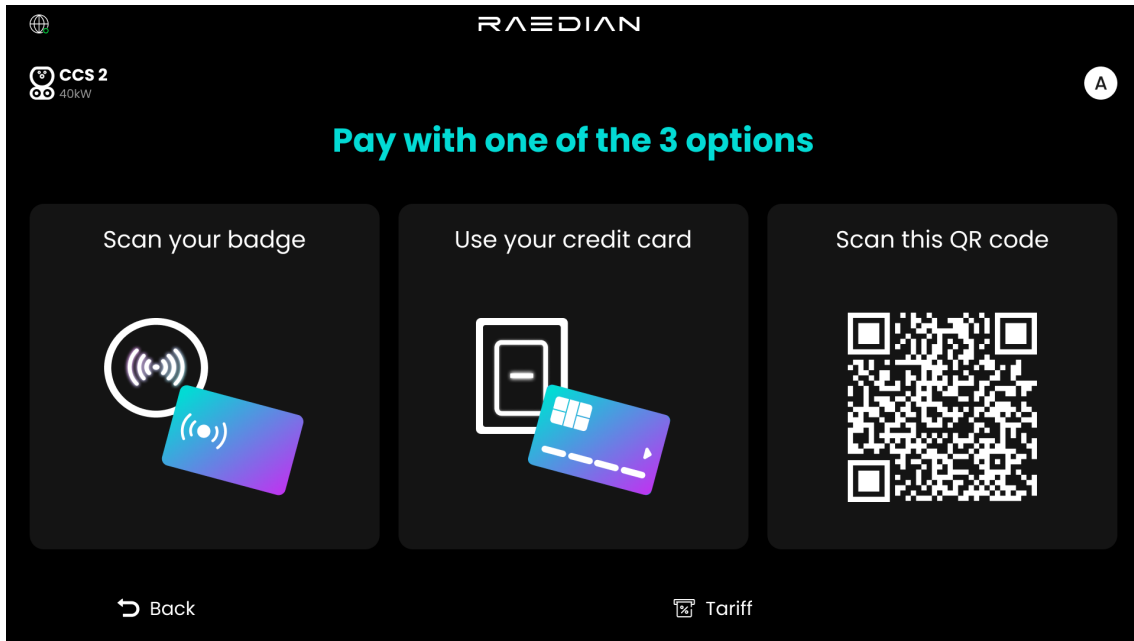 RAEDIAN
CCS 2
40kW
A
Pay with one of the 3 options
Scan your badge
Use your credit card
Scan this QR code
Back
Tariff